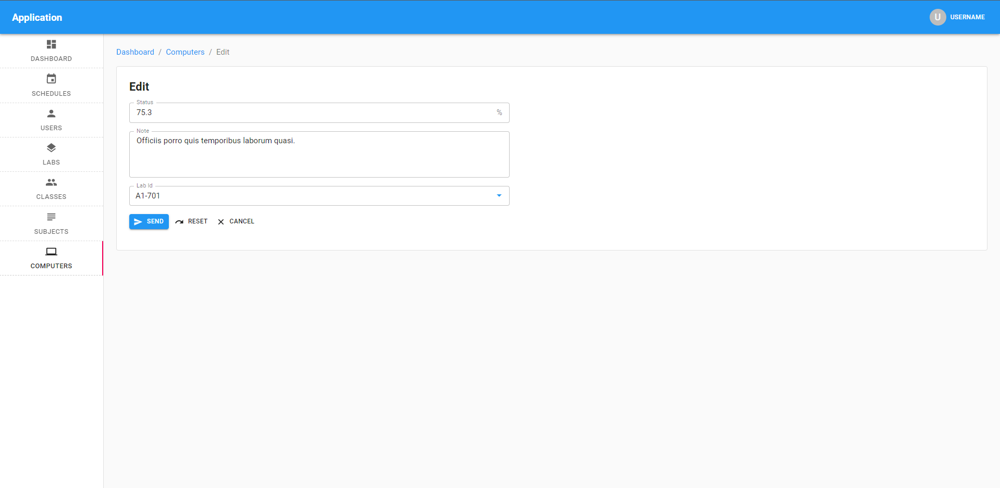 Application
U USERNAME
DASHBOARD
SCHEDULES
USERS
LABS
CLASSES
SUBJECTS
COMPUTERS
Dashboard / Computers / Edit
Edit
Status
75.3 %
Note
Officiis porro quis temporibus laborum quasi.
Lab Id
A1-701
SEND RESET CANCEL